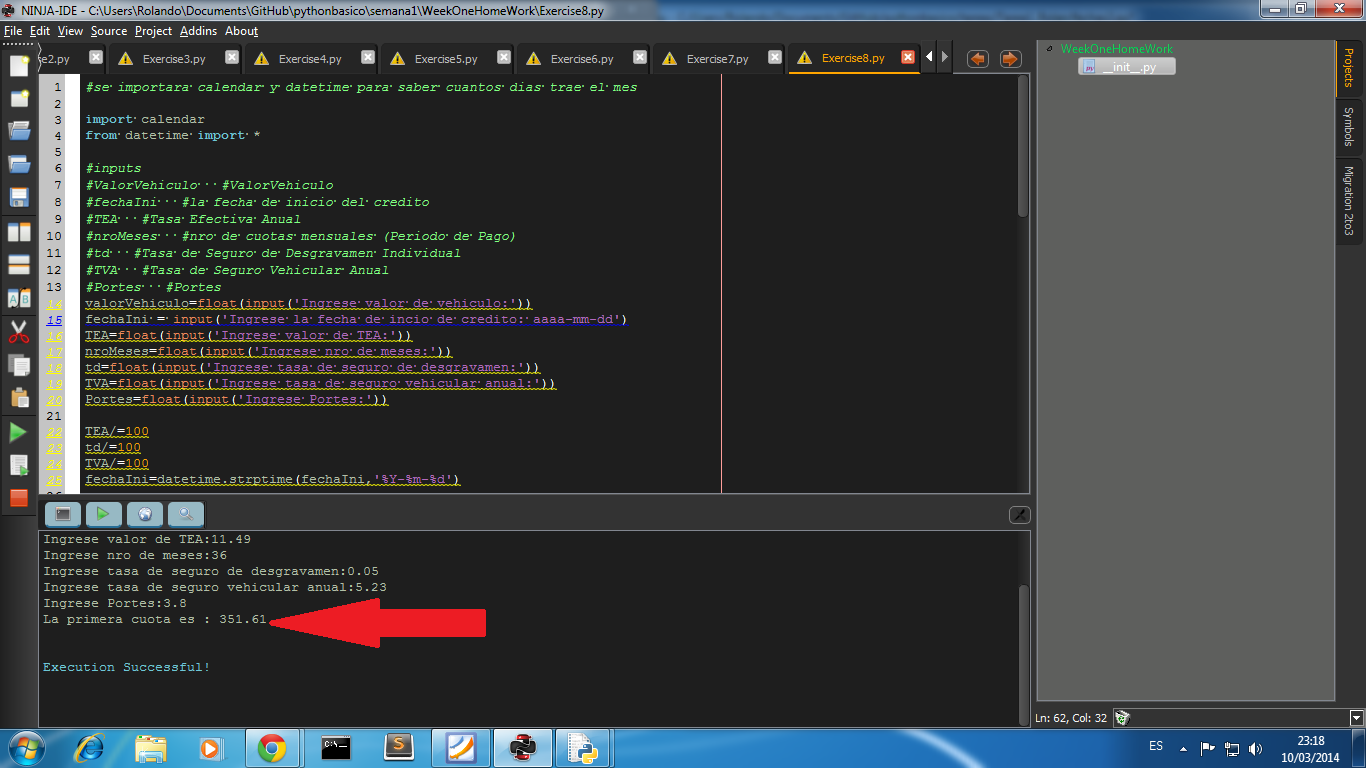 NINJA-IDE - C:\Users\Rolando\Documents\GitHub\pythonbasico\semana1\WeekOneHomeWork\Exercise8.py
File Edit View Source Project Addins About
se2.py Exercise3.py Exercise4.py Exercise5.py Exercise6.py Exercise7.py Exercise8.py
WeekOneHomeWork
__init__.py
Projects
Symbols
Migration 2to3
1 #se importara calendar y datetime para saber cuantos dias trae el mes
2
3 import calendar
4 from datetime import *
5
6 #inputs
7 #ValorVehiculo #ValorVehiculo
8 #fechaIni #la fecha de inicio del credito
9 #TEA #Tasa Efectiva Anual
10 #nroMeses #nro de cuotas mensuales (Periodo de Pago)
11 #td #Tasa de Seguro de Desgravamen Individual
12 #TVA #Tasa de Seguro Vehicular Anual
13 #Portes #Portes
14 valorVehiculo=float(input('Ingrese valor de vehiculo:'))
15 fechaIni = input('Ingrese la fecha de incio de credito: aaaa-mm-dd')
16 TEA=float(input('Ingrese valor de TEA:'))
17 nroMeses=float(input('Ingrese nro de meses:'))
18 td=float(input('Ingrese tasa de seguro de desgravamen:'))
19 TVA=float(input('Ingrese tasa de seguro vehicular anual:'))
20 Portes=float(input('Ingrese Portes:'))
21
22 TEA/=100
23 td/=100
24 TVA/=100
25 fechaIni=datetime.strptime(fechaIni,'%Y-%m-%d')
Ingrese valor de TEA:11.49
Ingrese nro de meses:36
Ingrese tasa de seguro de desgravamen:0.05
Ingrese tasa de seguro vehicular anual:5.23
Ingrese Portes:3.8
La primera cuota es : 351.61
Execution Successful!
Ln: 62, Col: 32
ES
23:18
10/03/2014